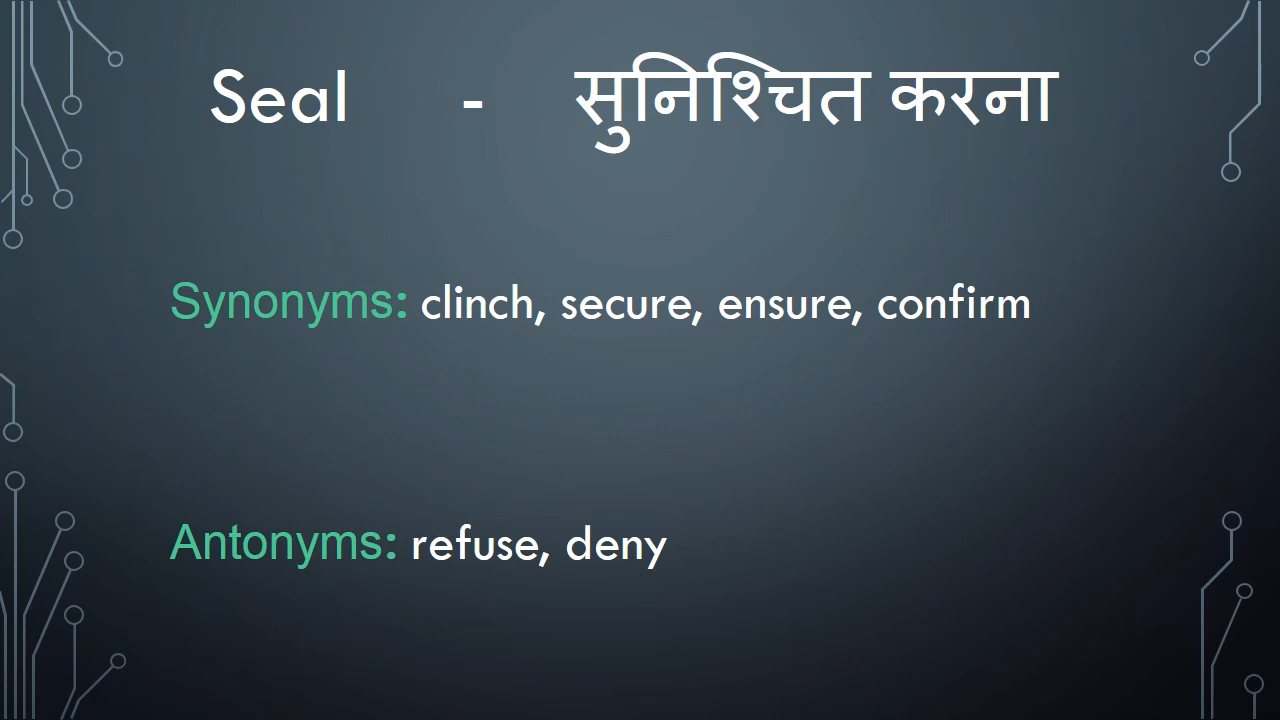 Seal - सुनिश्चित करना
Synonyms: clinch, secure, ensure, confirm
Antonyms: refuse, deny